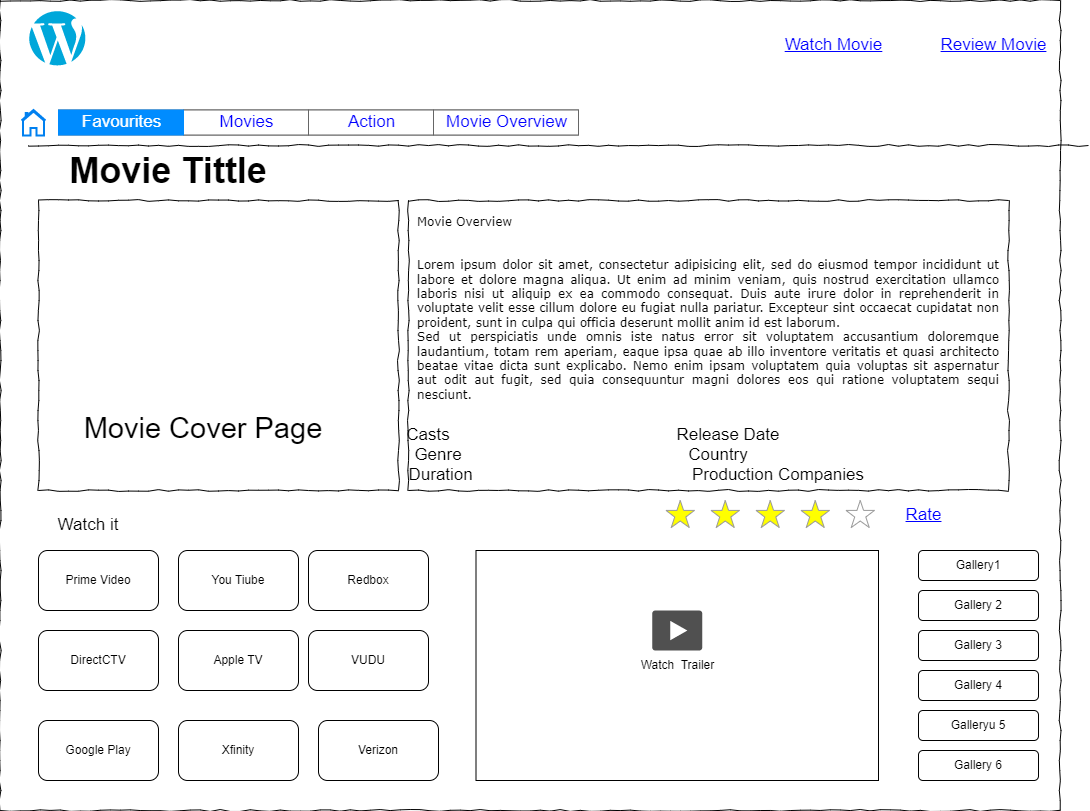 Watch Movie
Review Movie
Favourites
Movies
Action
Movie Overview
Movie Tittle
Movie Cover Page
Movie Overview
Lorem ipsum dolor sit amet, consectetur adipisicing elit, sed do eiusmod tempor incididunt ut
labore et dolore magna aliqua. Ut enim ad minim veniam, quis nostrud exercitation ullamco
laboris nisi ut aliquip ex ea commodo consequat. Duis aute irure dolor in reprehenderit in
voluptate velit esse cillum dolore eu fugiat nulla pariatur. Excepteur sint occaecat cupidatat non
proident, sunt in culpa qui officia deserunt mollit anim id est laborum.
Sed ut perspiciatis unde omnis iste natus error sit voluptatem accusantium doloremque
laudantium, totam rem aperiam, eaque ipsa quae ab illo inventore veritatis et quasi architecto
beatae vitae dicta sunt explicabo. Nemo enim ipsam voluptatem quia voluptas sit aspernatur
aut odit aut fugit, sed quia consequuntur magni dolores eos qui ratione voluptatem sequi
nesciunt.
Casts
Genre
Duration
Release Date
Country
Production Companies
Rate
Watch it
Prime Video
You Tiube
Redbox
DirectCTV
Apple TV
VUDU
Google Play
Xfinity
Verizon
Watch Trailer
Gallery1
Gallery 2
Gallery 3
Gallery 4
Galleryu 5
Gallery 6